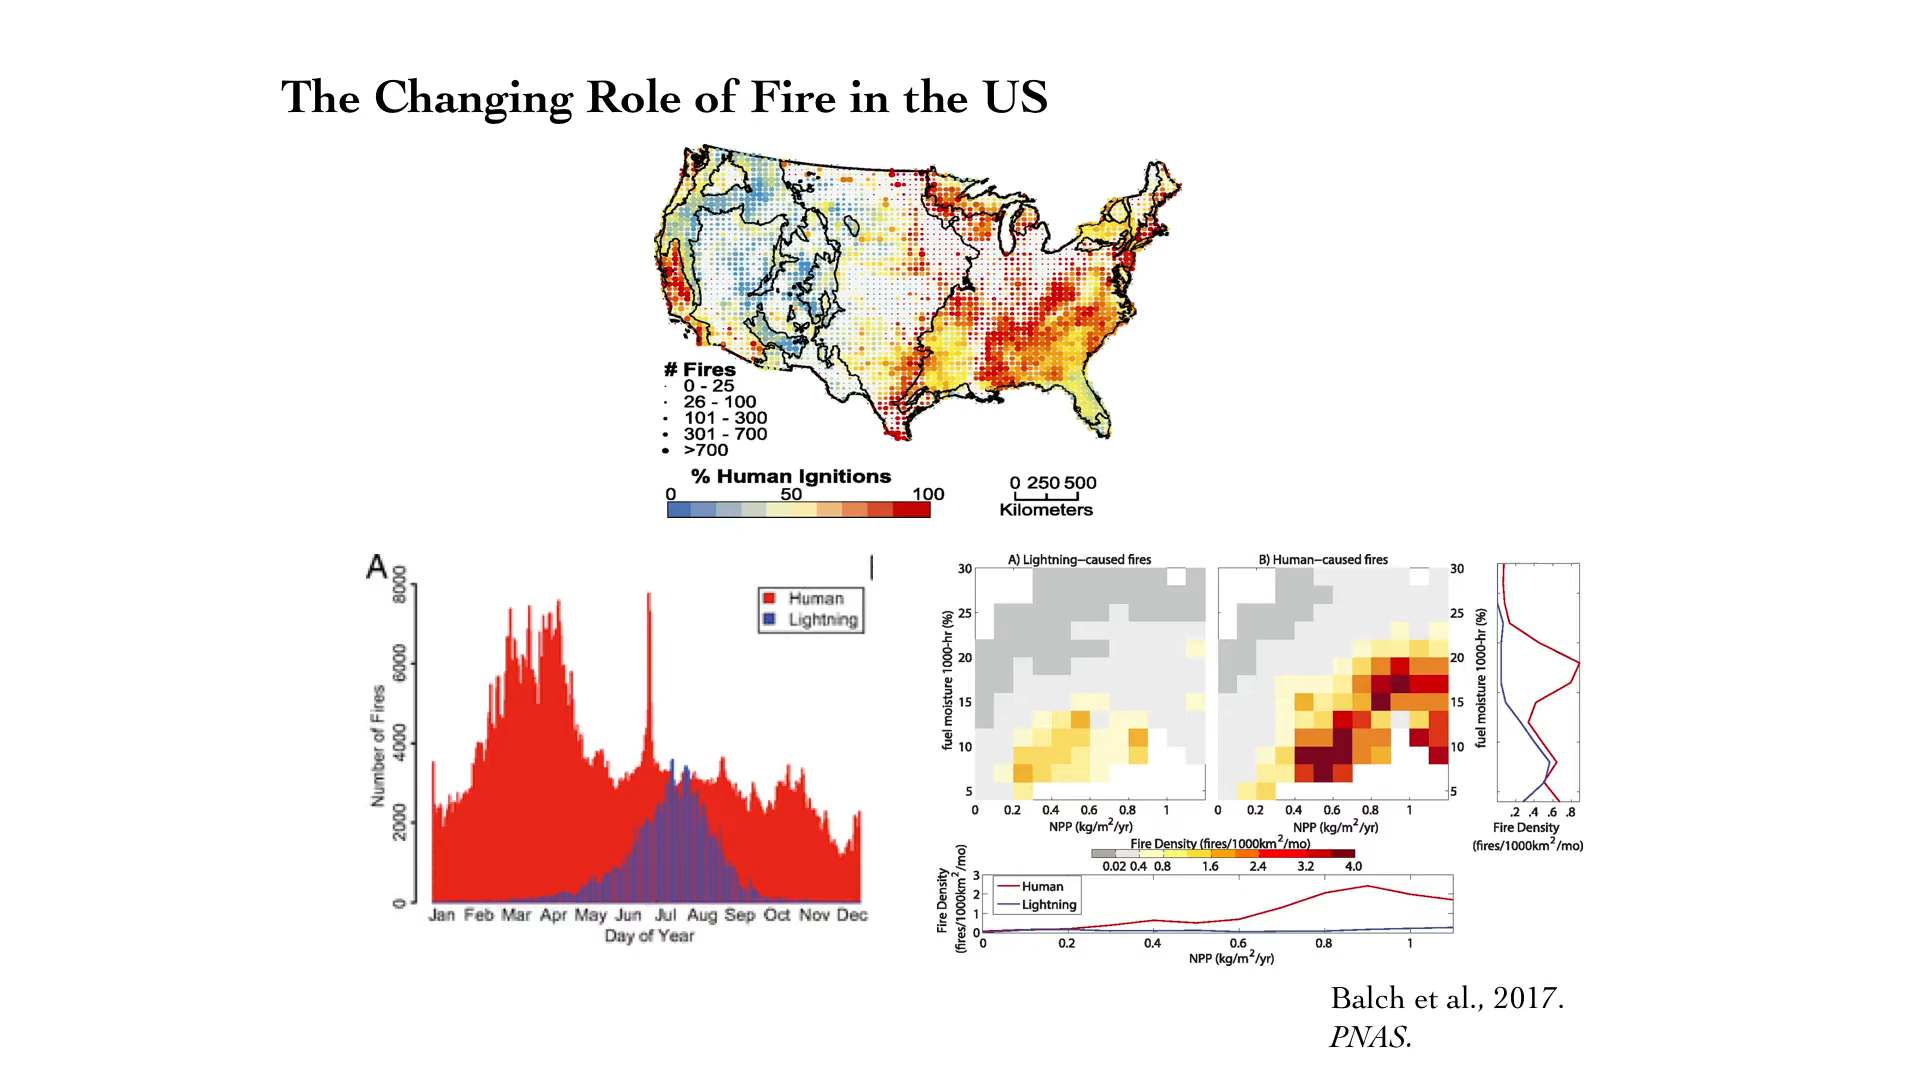 The Changing Role of Fire in the US
# Fires
0 - 25
26 - 100
101 - 300
301 - 700
>700
% Human Ignitions
0 50 100
0 250 500
Kilometers
A
Human
Lightning
Number of Fires
0 2000 4000 6000 8000
Jan Feb Mar Apr May Jun Jul Aug Sep Oct Nov Dec
Day of Year
A) Lightning-caused fires
B) Human-caused fires
fuel moisture 1000-hr (%)
30
25
20
15
10
5
0 0.2 0.4 0.6 0.8 1
NPP (kg/m²/yr)
0 0.2 0.4 0.6 0.8 1
NPP (kg/m²/yr)
30
25
20
15
10
5
fuel moisture 1000-hr (%)
.2 .4 .6 .8
Fire Density
(fires/1000km²/mo)
Fire Density (fires/1000km²/mo)
0.02 0.4 0.8 1.6 2.4 3.2 4.0
Fire Density
(fires/1000km²/mo)
3
2
1
0
Human
Lightning
0 0.2 0.4 0.6 0.8 1
NPP (kg/m²/yr)
Balch et al., 2017.
PNAS.